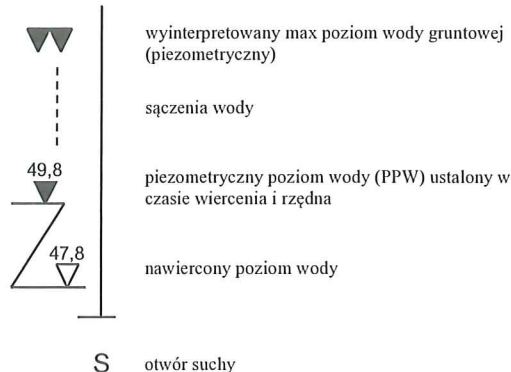 wyinterpretowany max poziom wody gruntowej
(piezometryczny)
sączenia wody
49,8
piezometryczny poziom wody (PPW) ustalony w
czasie wiercenia i rzędna
47,8
nawiercony poziom wody
S otwór suchy